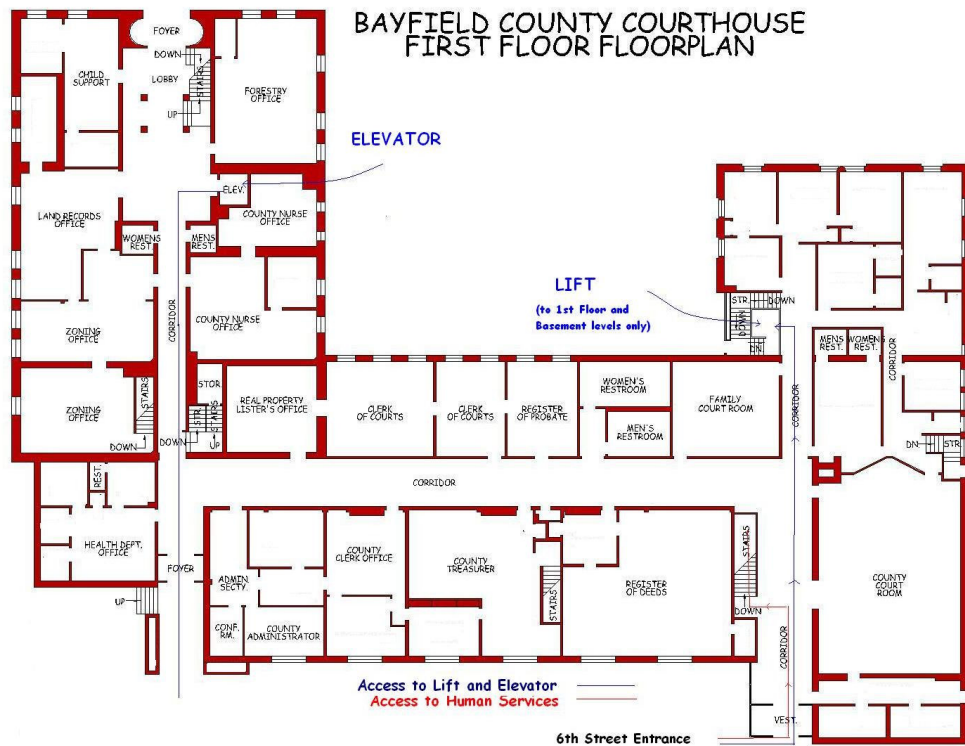 BAYFIELD COUNTY COURTHOUSE
FIRST FLOOR FLOORPLAN
FOYER
DOWN
STAIRS
LOBBY
UP
CHILD
SUPPORT
FORESTRY
OFFICE
ELEVATOR
ELEV.
LAND RECORDS
OFFICE
COUNTY NURSE
OFFICE
WOMENS
REST.
MENS
REST.
CORRIDOR
COUNTY NURSE
OFFICE
ZONING
OFFICE
LIFT
(to 1st Floor and
Basement levels only)
STR.
DOWN
DOWN
DN
MENS
REST.
WOMENS
REST.
CORRIDOR
ZONING
OFFICE
STAIRS
DOWN
STOR.
STR.
STAIRS
DOWN
UP
REAL PROPERTY
LISTER'S OFFICE
CLERK
OF COURTS
CLERK
OF COURTS
REGISTER
OF PROBATE
WOMEN'S
RESTROOM
MEN'S
RESTROOM
FAMILY
COURT ROOM
CORRIDOR
DN
STR.
REST.
CORRIDOR
HEALTH DEPT.
OFFICE
FOYER
UP
ADMIN.
SECTY.
CONF.
RM.
COUNTY
ADMINISTRATOR
COUNTY
CLERK OFFICE
COUNTY
TREASURER
STAIRS
REGISTER
OF DEEDS
STAIRS
DOWN
CORRIDOR
COUNTY
COURT
ROOM
VEST.
Access to Lift and Elevator
Access to Human Services
6th Street Entrance